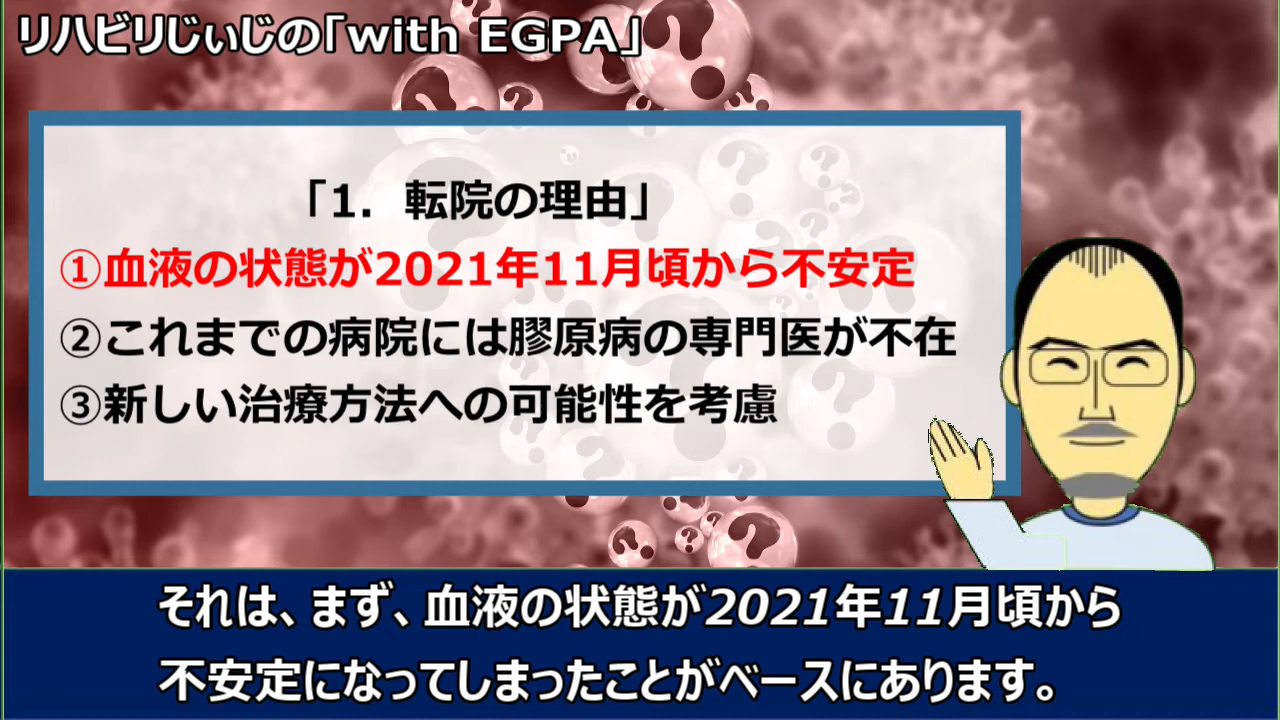 リハビリじぃじの「with EGPA」
「1．転院の理由」
①血液の状態が2021年11月頃から不安定
②これまでの病院には膠原病の専門医が不在
③新しい治療方法への可能性を考慮
それは、まず、血液の状態が2021年11月頃から
不安定になってしまったことがベースにあります。